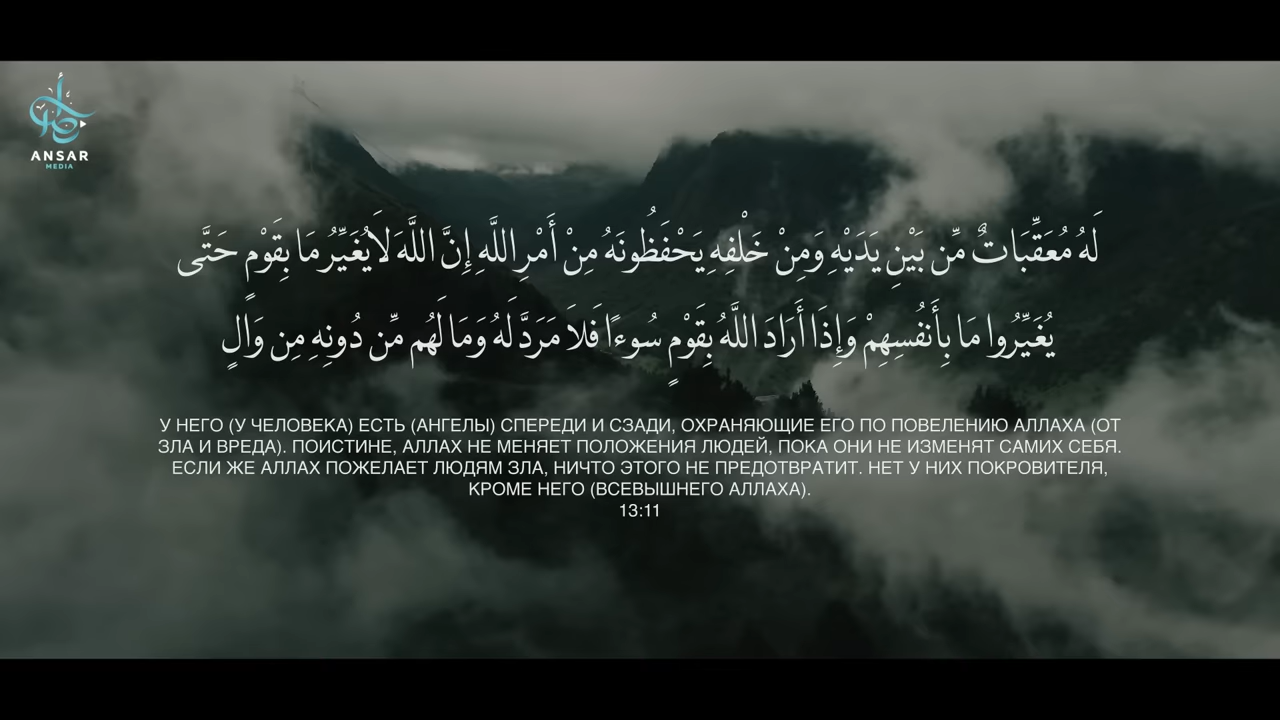 ANSAR
MEDIA
لَهُ مُعَقِّبَاتٌ مِّن بَيْنِ يَدَيْهِ وَمِنْ خَلْفِهِ يَحْفَظُونَهُ مِنْ أَمْرِ اللَّهِ إِنَّ اللَّهَ لَا يُغَيِّرُ مَا بِقَوْمٍ حَتَّى
يُغَيِّرُوا مَا بِأَنفُسِهِمْ وَإِذَا أَرَادَ اللَّهُ بِقَوْمٍ سُوءًا فَلَا مَرَدَّ لَهُ وَمَا لَهُم مِّن دُونِهِ مِن وَالٍ
У НЕГО (У ЧЕЛОВЕКА) ЕСТЬ (АНГЕЛЫ) СПЕРЕДИ И СЗАДИ, ОХРАНЯЮЩИЕ ЕГО ПО ПОВЕЛЕНИЮ АЛЛАХА (ОТ
ЗЛА И ВРЕДА). ПОИСТИНЕ, АЛЛАХ НЕ МЕНЯЕТ ПОЛОЖЕНИЯ ЛЮДЕЙ, ПОКА ОНИ НЕ ИЗМЕНЯТ САМИХ СЕБЯ.
ЕСЛИ ЖЕ АЛЛАХ ПОЖЕЛАЕТ ЛЮДЯМ ЗЛА, НИЧТО ЭТОГО НЕ ПРЕДОТВРАТИТ. НЕТ У НИХ ПОКРОВИТЕЛЯ,
КРОМЕ НЕГО (ВСЕВЫШНЕГО АЛЛАХА).
13:11